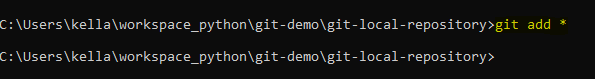 C:\Users\kella\workspace_python\git-demo\git-local-repository>git add *
C:\Users\kella\workspace_python\git-demo\git-local-repository>